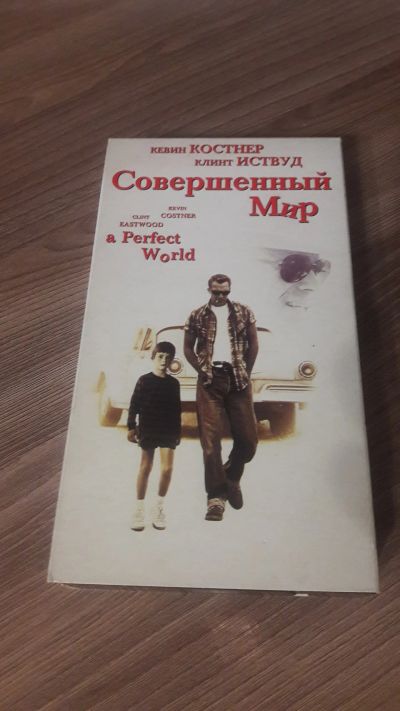 КЕВИН КОСТНЕР
КЛИНТ ИСТВУД
Совершенный
Мир
KEVIN
CLINT COSTNER
EASTWOOD
a Perfect
World